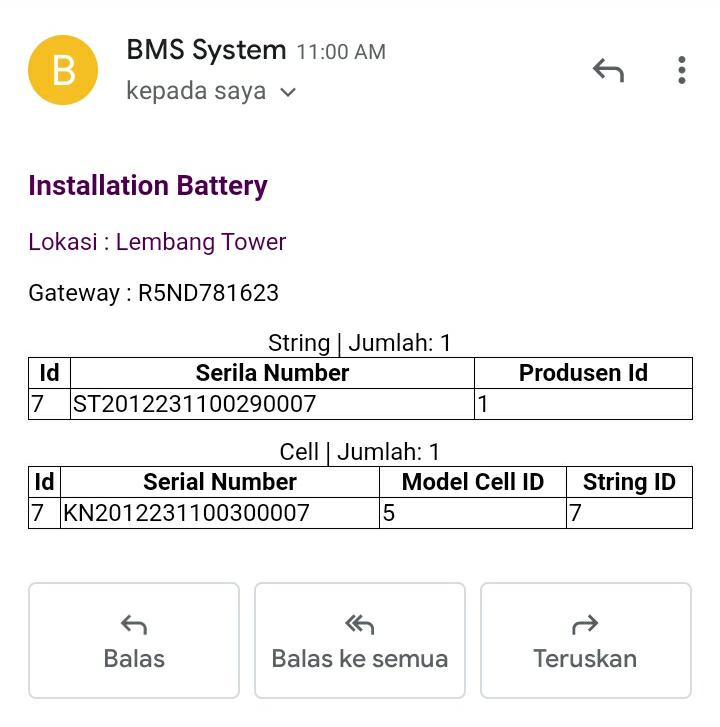 B
BMS System 11:00 AM
kepada saya
Installation Battery
Lokasi : Lembang Tower
Gateway : R5ND781623
String | Jumlah: 1
Id Serila Number Produsen Id
7 ST2012231100290007 1
Cell | Jumlah: 1
Id Serial Number Model Cell ID String ID
7 KN2012231100300007 5 7
Balas Balas ke semua Teruskan